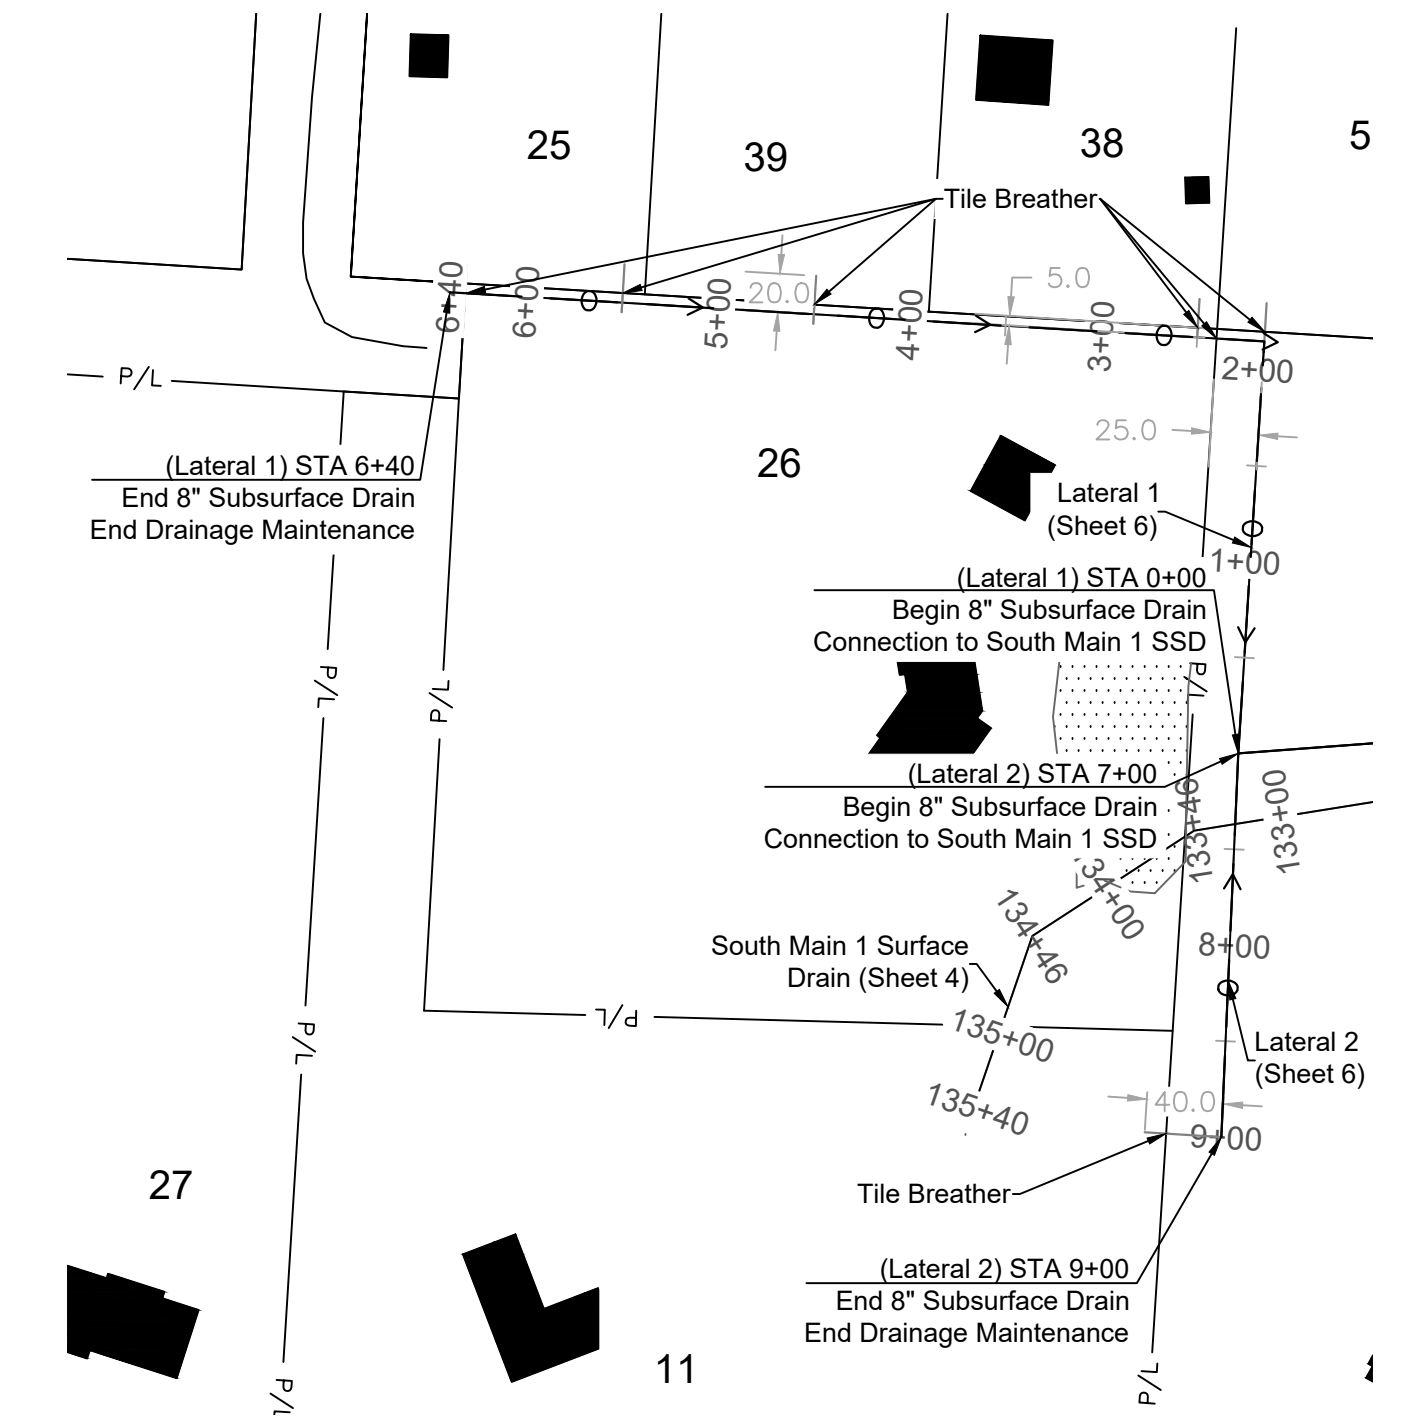 25
39
38
5
Tile Breather
6+40
6+00
5+00
20.0
4+00
5.0
3+00
2+00
P/L
25.0
(Lateral 1) STA 6+40
End 8" Subsurface Drain
End Drainage Maintenance
26
Lateral 1
(Sheet 6)
1+00
(Lateral 1) STA 0+00
Begin 8" Subsurface Drain
Connection to South Main 1 SSD
P/L
P/L
P/L
(Lateral 2) STA 7+00
Begin 8" Subsurface Drain
Connection to South Main 1 SSD
133+46
133+00
34+00
134+46
8+00
South Main 1 Surface
Drain (Sheet 4)
P/L
P/L
135+00
Lateral 2
(Sheet 6)
135+40
40.0
9+00
27
Tile Breather
(Lateral 2) STA 9+00
End 8" Subsurface Drain
End Drainage Maintenance
11
P/L
P/L